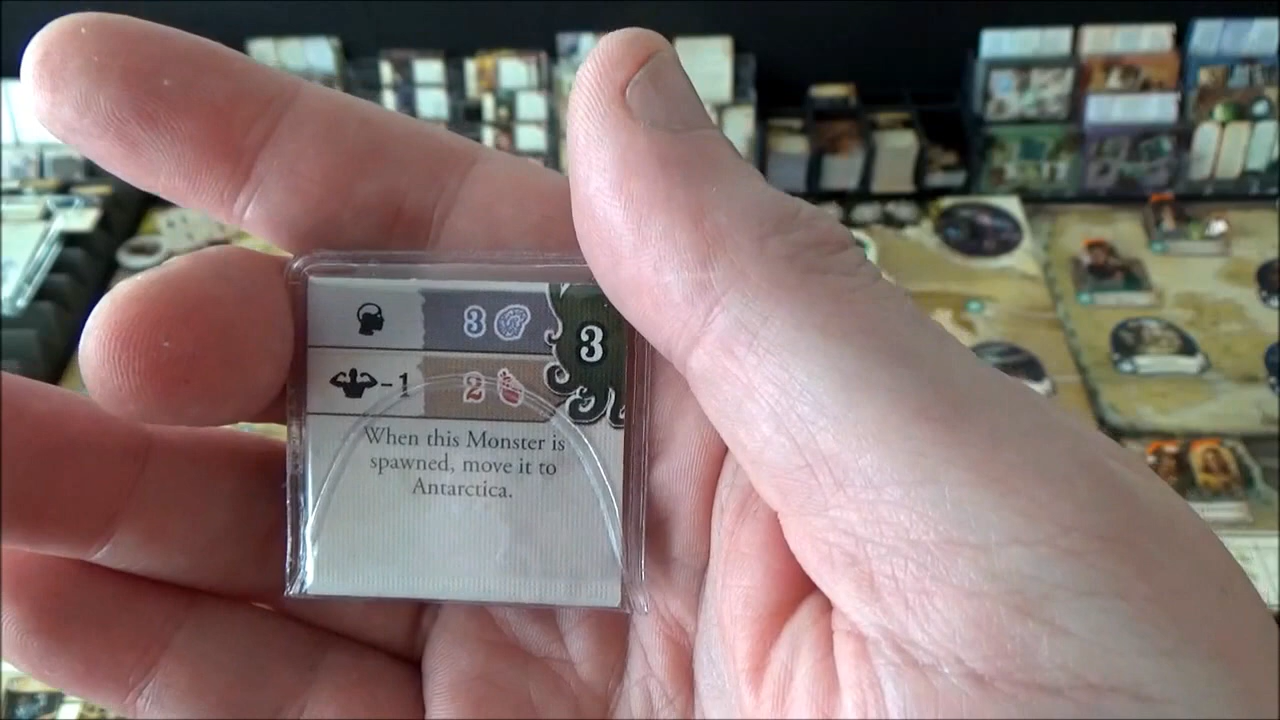 3
3
-1
2
When this Monster is
spawned, move it to
Antarctica.